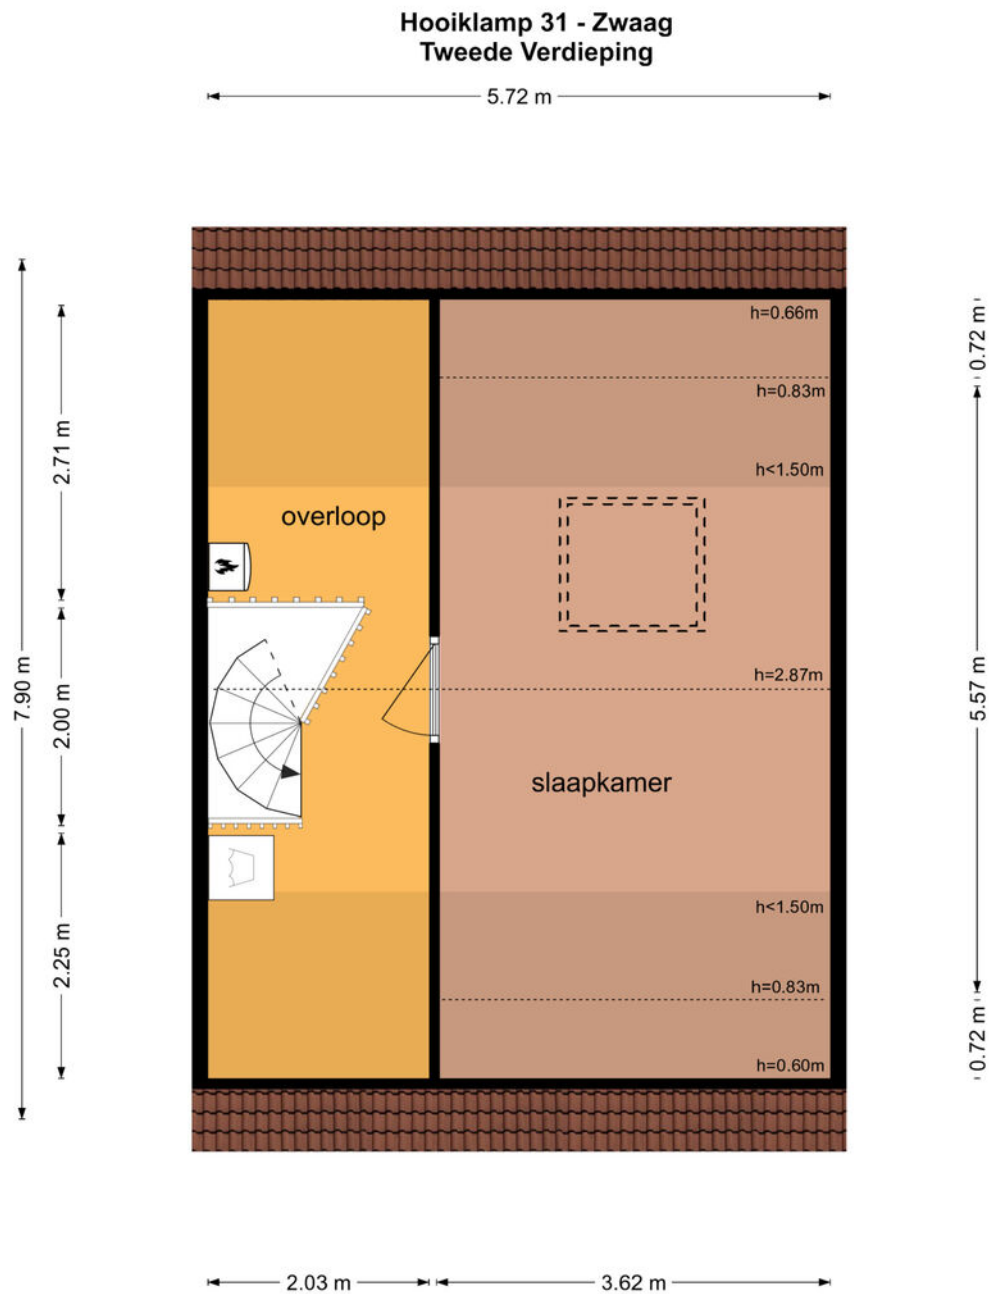 Hooiklamp 31 - Zwaag
Tweede Verdieping
5.72 m
h=0.66m
0.72 m
h=0.83m
2.71 m
h<1.50m
overloop
h=2.87m
7.90 m
2.00 m
5.57 m
slaapkamer
h<1.50m
2.25 m
h=0.83m
0.72 m
h=0.60m
2.03 m
3.62 m